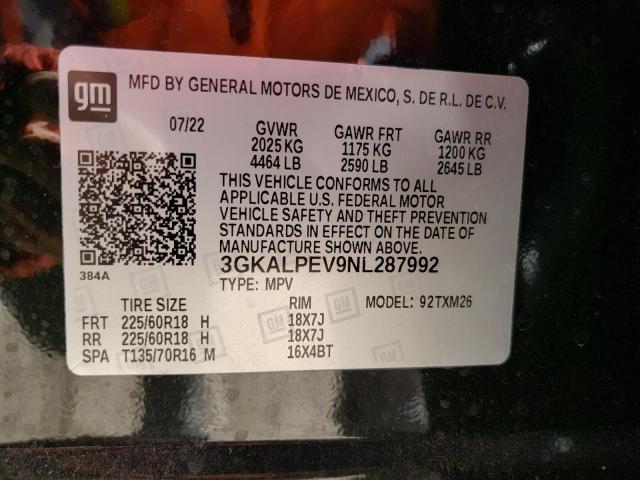 gm MFD BY GENERAL MOTORS DE MEXICO, S. DE R.L. DE C.V.
07/22 GVWR GAWR FRT GAWR RR
2025 KG 1175 KG 1200 KG
4464 LB 2590 LB 2645 LB
THIS VEHICLE CONFORMS TO ALL
APPLICABLE U.S. FEDERAL MOTOR
VEHICLE SAFETY AND THEFT PREVENTION
STANDARDS IN EFFECT ON THE DATE OF
MANUFACTURE SHOWN ABOVE.
384A 3GKALPEV9NL287992
TYPE: MPV
TIRE SIZE RIM MODEL: 92TXM26
FRT 225/60R18 H 18X7J
RR 225/60R18 H 18X7J
SPA T135/70R16 M 16X4BT